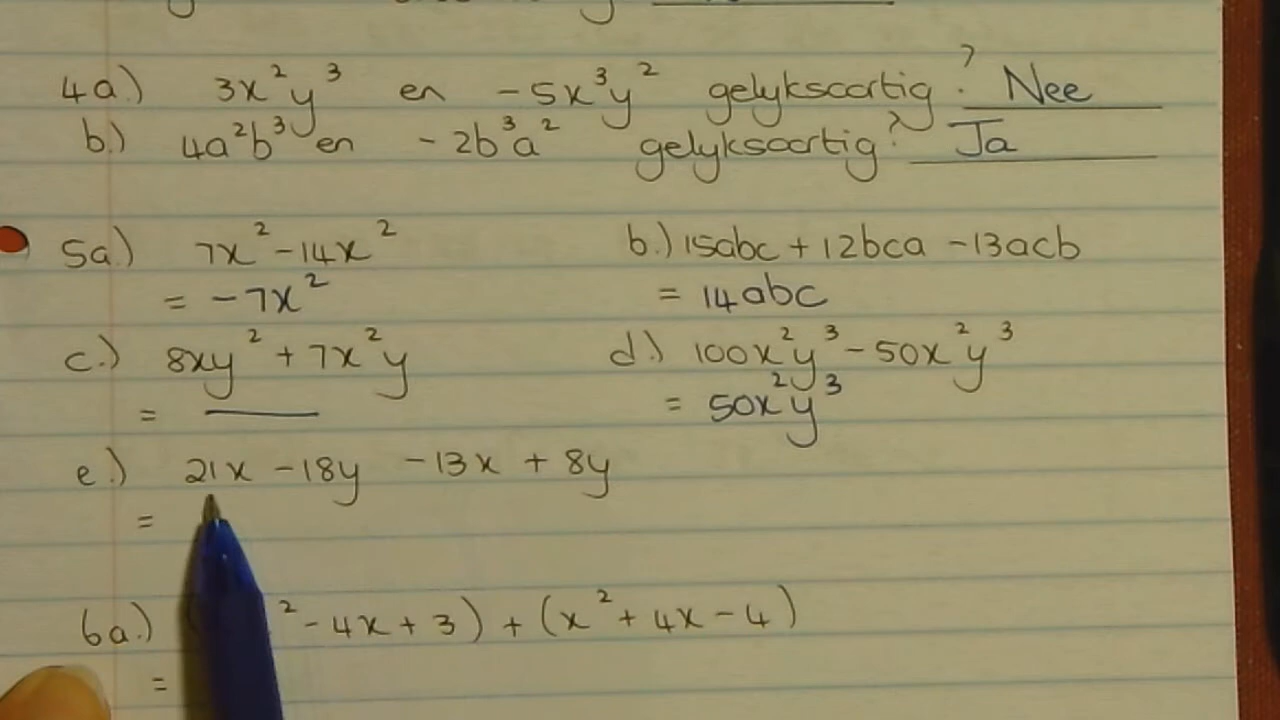 4a.) 3x²y³ en -5x³y² gelyksoortig? Nee
b.) 4a²b³ en -2b³a² gelyksoortig? Ja
5a.) 7x² - 14x² b.) 15abc + 12bca - 13acb
= -7x² = 14abc
c.) 8xy² + 7x²y d.) 100x²y³ - 50x²y³
= = 50x²y³
e.) 21x - 18y - 13x + 8y
=
6a.) ² - 4x + 3) + (x² + 4x - 4)
=